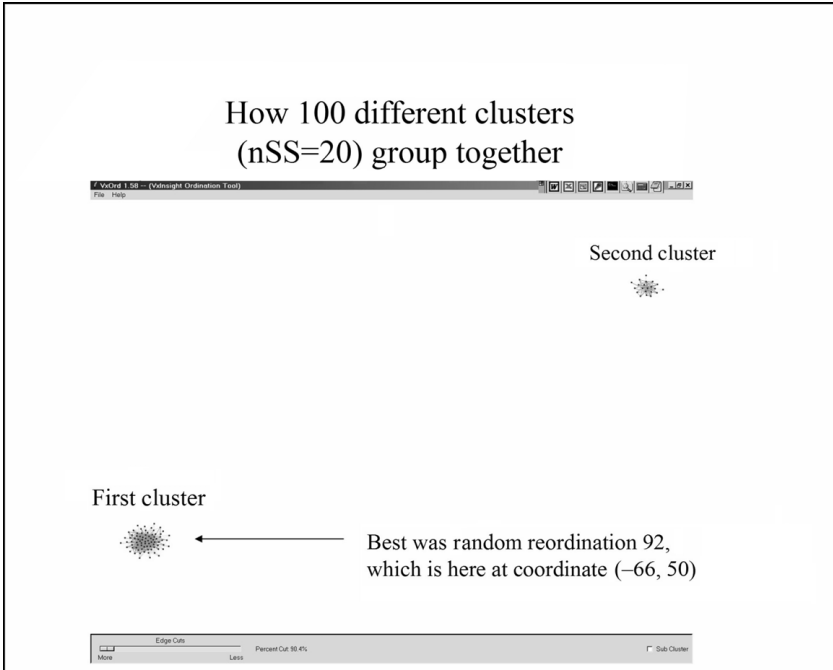 How 100 different clusters
(nSS=20) group together
VxOrd 1.58 -- (VxInsight Ordination Tool)
File Help
Second cluster
First cluster
Best was random reordination 92,
which is here at coordinate (–66, 50)
Edge Cuts
Percent Cut 90.4%
Sub Cluster
More Less